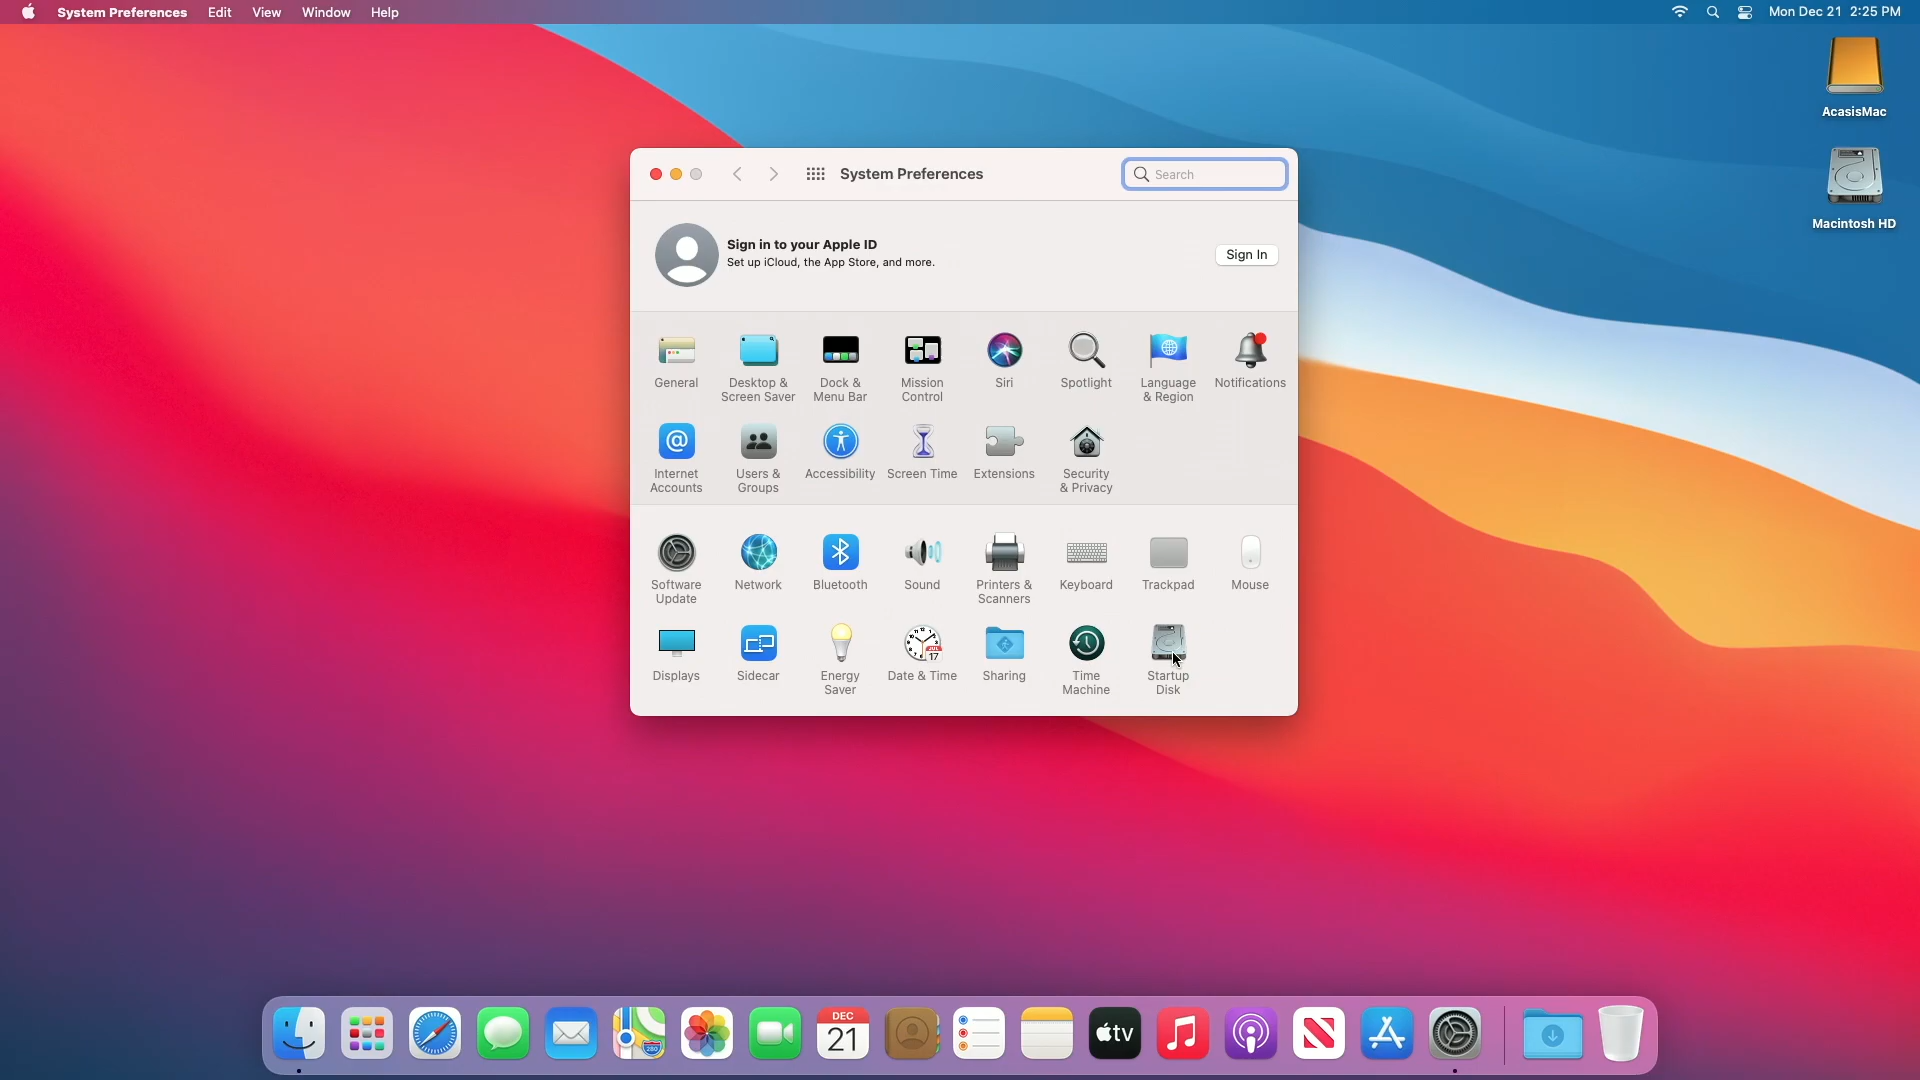 System Preferences Edit View Window Help Mon Dec 21 2:25 PM
AcasisMac
Macintosh HD
System Preferences
Search
Sign in to your Apple ID
Set up iCloud, the App Store, and more.
Sign In
General
Desktop &
Screen Saver
Dock &
Menu Bar
Mission
Control
Siri
Spotlight
Language
& Region
Notifications
Internet
Accounts
Users &
Groups
Accessibility
Screen Time
Extensions
Security
& Privacy
Software
Update
Network
Bluetooth
Sound
Printers &
Scanners
Keyboard
Trackpad
Mouse
Displays
Sidecar
Energy
Saver
JUL
17
Date & Time
Sharing
Time
Machine
Startup
Disk
280
DEC
21
tv